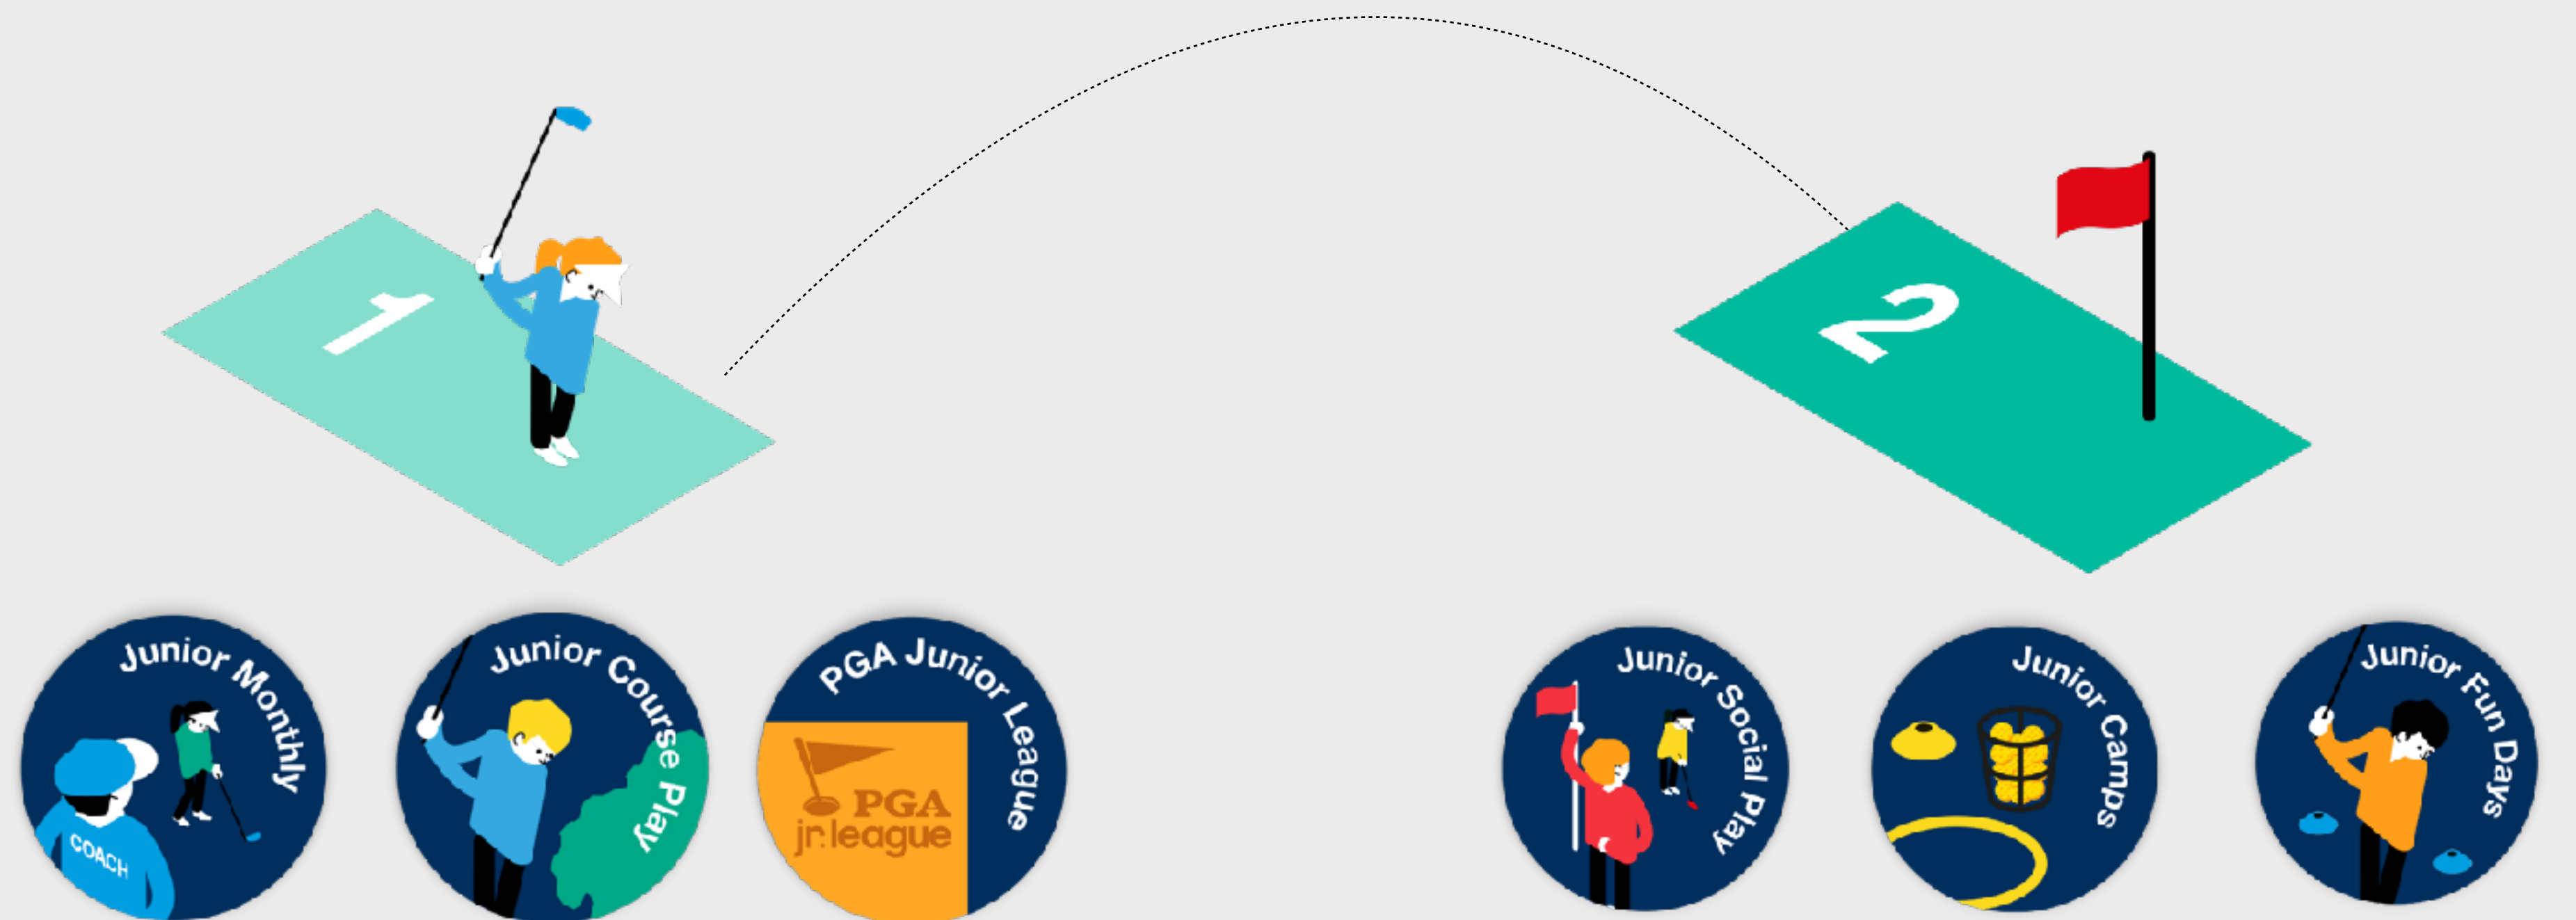 1
2
Junior Monthly
COACH
Junior Course Play
PGA Junior League
PGA
jr. league
Junior Social Play
Junior Camps
Junior Fun Days